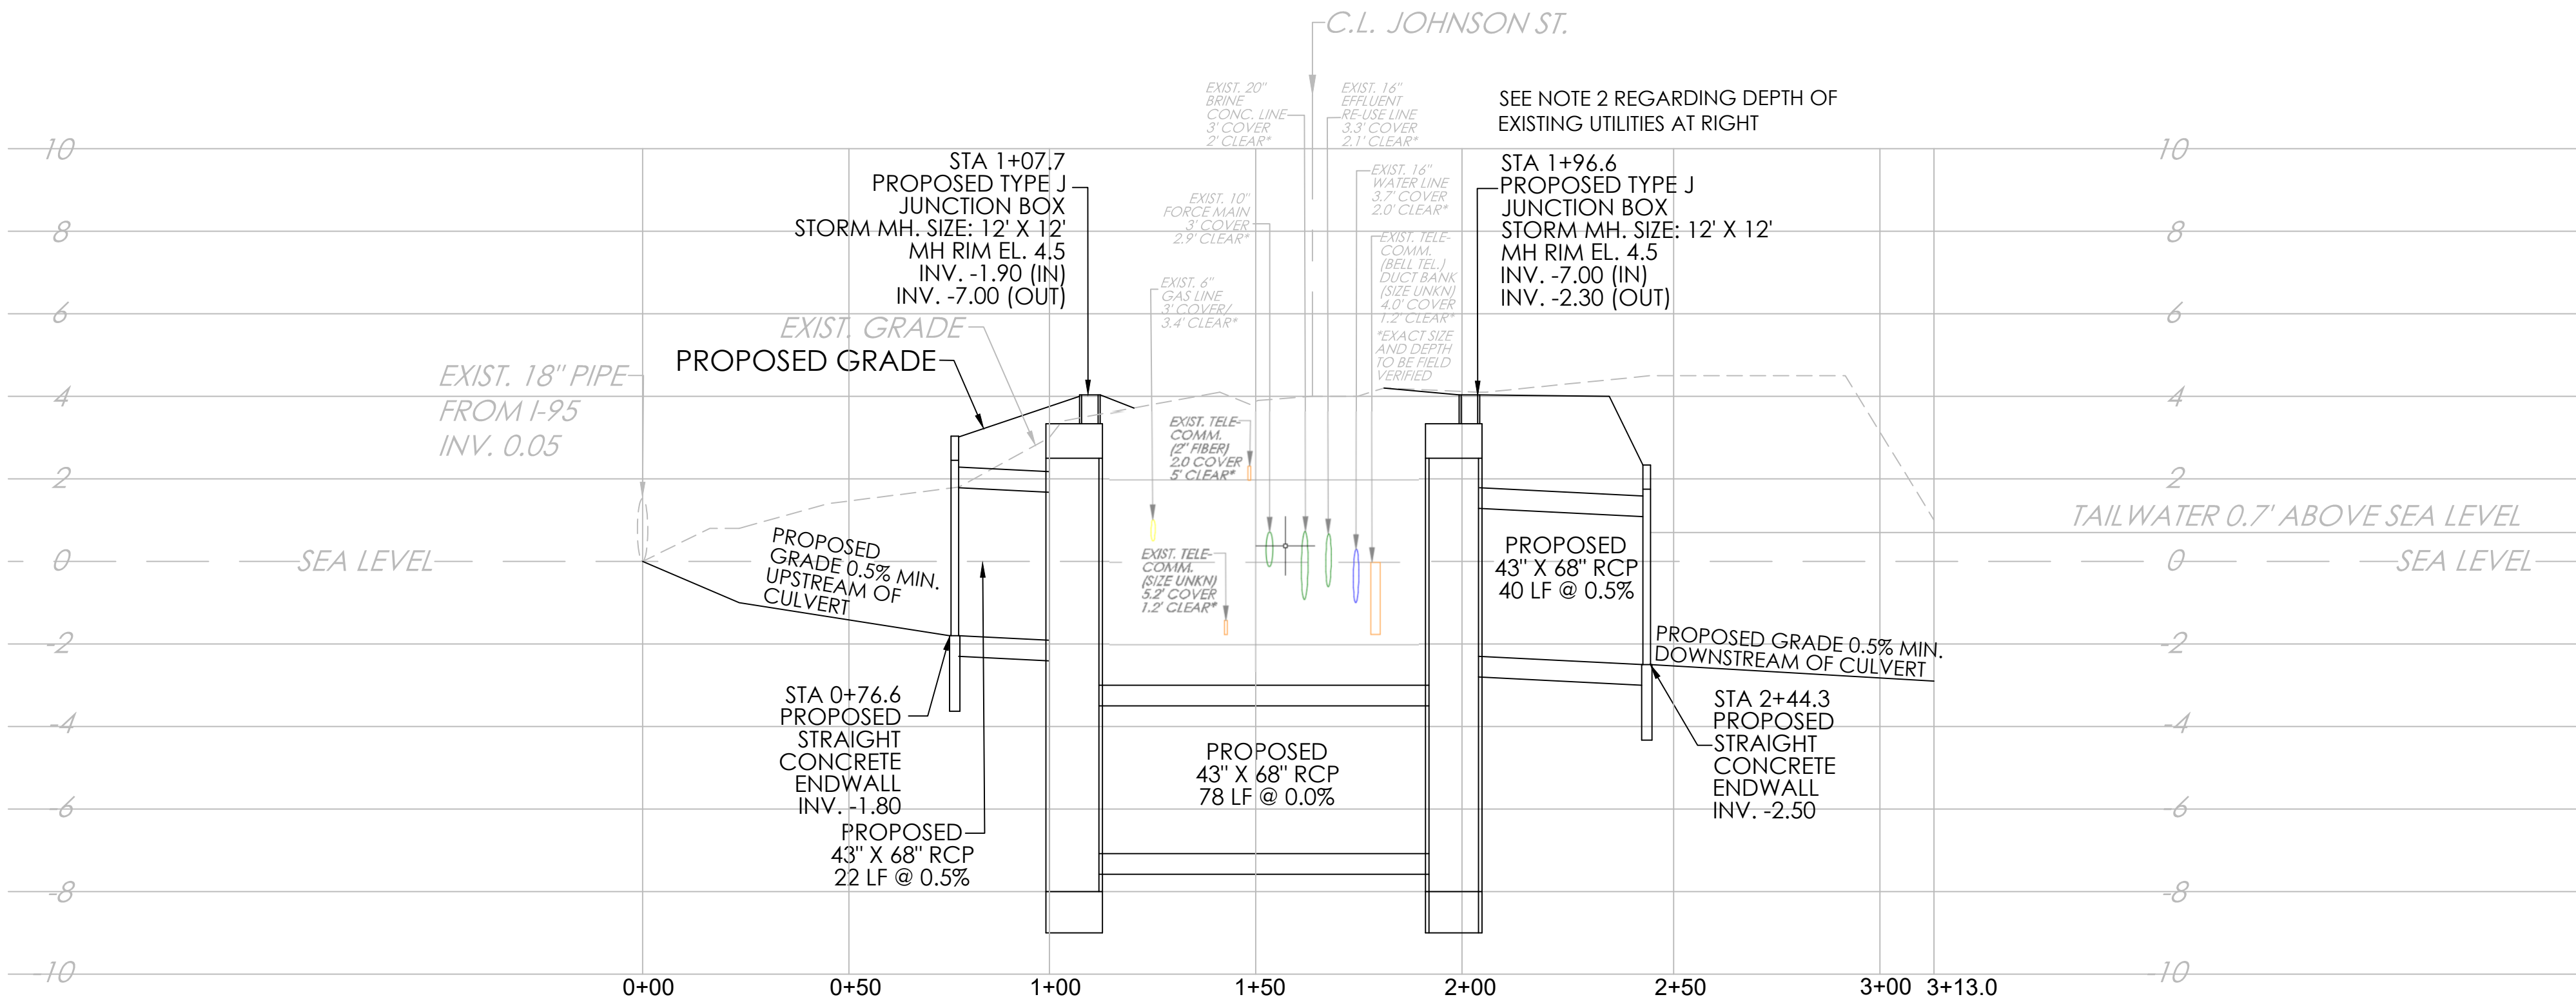 C.L. JOHNSON ST.
EXIST. 20"
BRINE
CONC. LINE
3' COVER
2' CLEAR*
EXIST. 16"
EFFLUENT
RE-USE LINE
3.3' COVER
2.1' CLEAR*
SEE NOTE 2 REGARDING DEPTH OF
EXISTING UTILITIES AT RIGHT
10
8
6
4
2
0
-2
-4
-6
-8
-10
STA 1+07.7
PROPOSED TYPE J
JUNCTION BOX
STORM MH. SIZE: 12' X 12'
MH RIM EL. 4.5
INV. -1.90 (IN)
INV. -7.00 (OUT)
EXIST. 10"
FORCE MAIN
3' COVER
2.9' CLEAR*
EXIST. 6"
GAS LINE
3' COVER/
3.4' CLEAR*
EXIST. 16"
WATER LINE
3.7' COVER
2.0' CLEAR*
EXIST. TELE-
COMM.
(BELL TEL.)
DUCT BANK
(SIZE UNKN)
4.0' COVER
1.2' CLEAR*
*EXACT SIZE
AND DEPTH
TO BE FIELD
VERIFIED
STA 1+96.6
PROPOSED TYPE J
JUNCTION BOX
STORM MH. SIZE: 12' X 12'
MH RIM EL. 4.5
INV. -7.00 (IN)
INV. -2.30 (OUT)
10
8
6
4
2
0
-2
-4
-6
-8
-10
EXIST. GRADE
PROPOSED GRADE
EXIST. 18" PIPE
FROM I-95
INV. 0.05
EXIST. TELE-
COMM.
(2" FIBER)
2.0 COVER
5' CLEAR*
EXIST. TELE-
COMM.
(SIZE UNKN)
5.2' COVER
1.2' CLEAR*
TAILWATER 0.7' ABOVE SEA LEVEL
SEA LEVEL
SEA LEVEL
PROPOSED
GRADE 0.5% MIN.
UPSTREAM OF
CULVERT
PROPOSED
43" X 68" RCP
40 LF @ 0.5%
PROPOSED GRADE 0.5% MIN.
DOWNSTREAM OF CULVERT
STA 0+76.6
PROPOSED
STRAIGHT
CONCRETE
ENDWALL
INV. -1.80
PROPOSED
43" X 68" RCP
22 LF @ 0.5%
PROPOSED
43" X 68" RCP
78 LF @ 0.0%
STA 2+44.3
PROPOSED
STRAIGHT
CONCRETE
ENDWALL
INV. -2.50
0+00
0+50
1+00
1+50
2+00
2+50
3+00
3+13.0